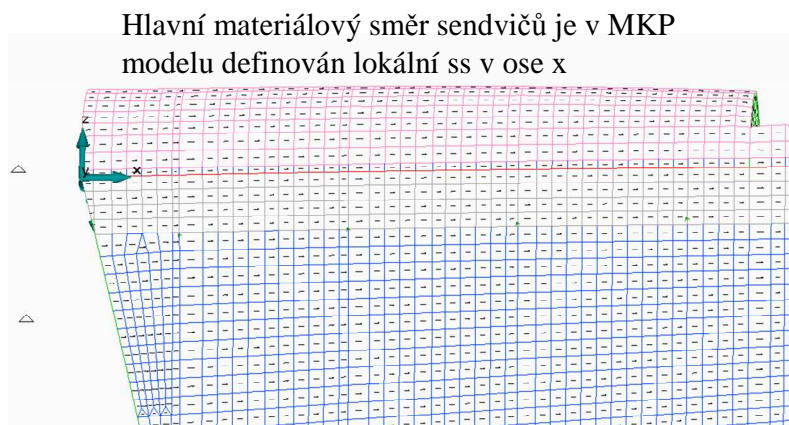 Hlavní materiálový směr sendvičů je v MKP
modelu definován lokální ss v ose x
z
y x